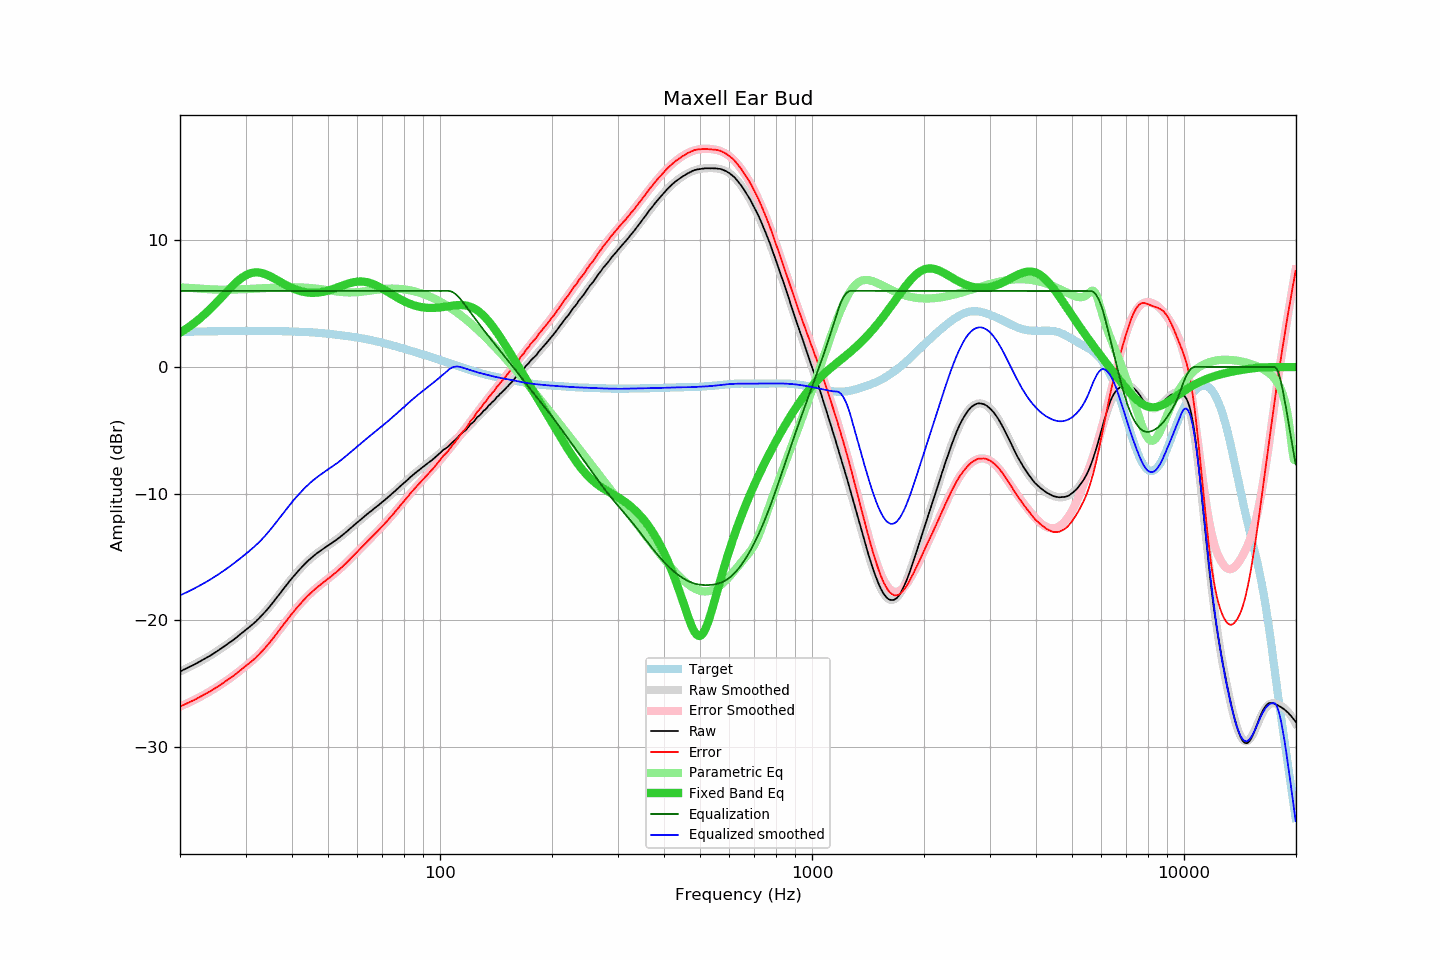 Maxell Ear Bud
10
0
−10
−20
−30
Amplitude (dBr)
Target
Raw Smoothed
Error Smoothed
Raw
Error
Parametric Eq
Fixed Band Eq
Equalization
Equalized smoothed
100 1000 10000
Frequency (Hz)